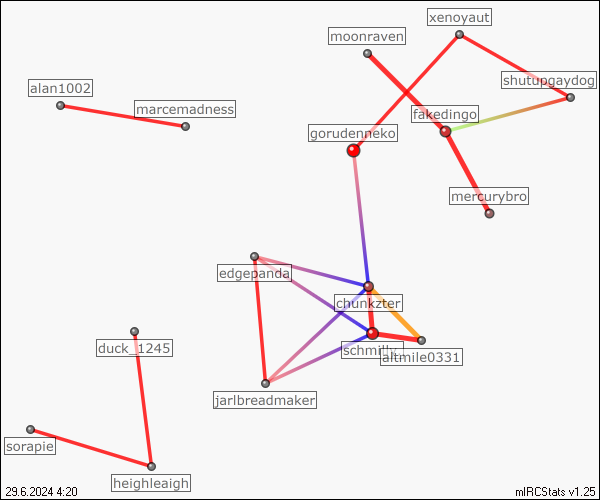 xenoyaut
moonraven
shutupgaydog
alan1002
marcemadness
fakedingo
gorudenneko
mercurybro
edgepanda
chunkzter
duck_1245
altmile0331
jarlbreadmaker
sorapie
heighleaigh
29.6.2024 4:20
mIRCStats v1.25